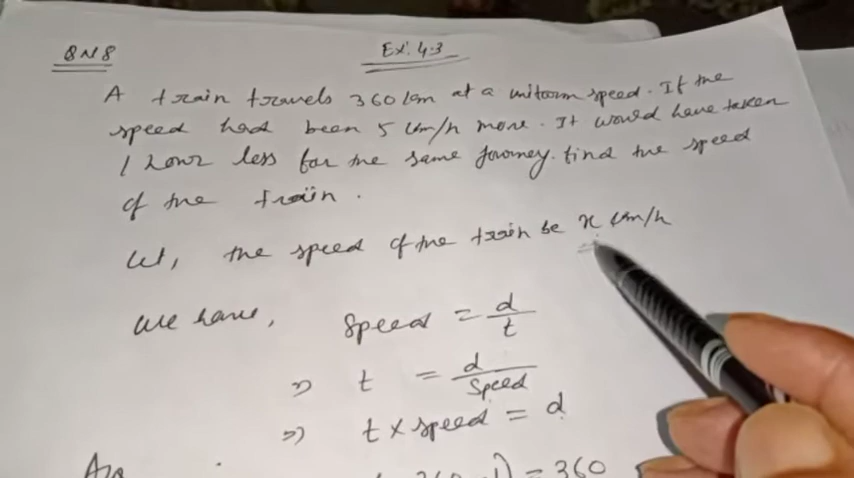 QN8
Ex: 4.3
A train travels 360 km at a uniform speed. If the
speed had been 5 km/h more. It would have taken
1 hour less for the same journey. find the speed
of the train.
Let, the speed of the train be x km/h
We have, Speed = d/t
⇒ t = d/Speed
⇒ t × speed = d
360 = 360